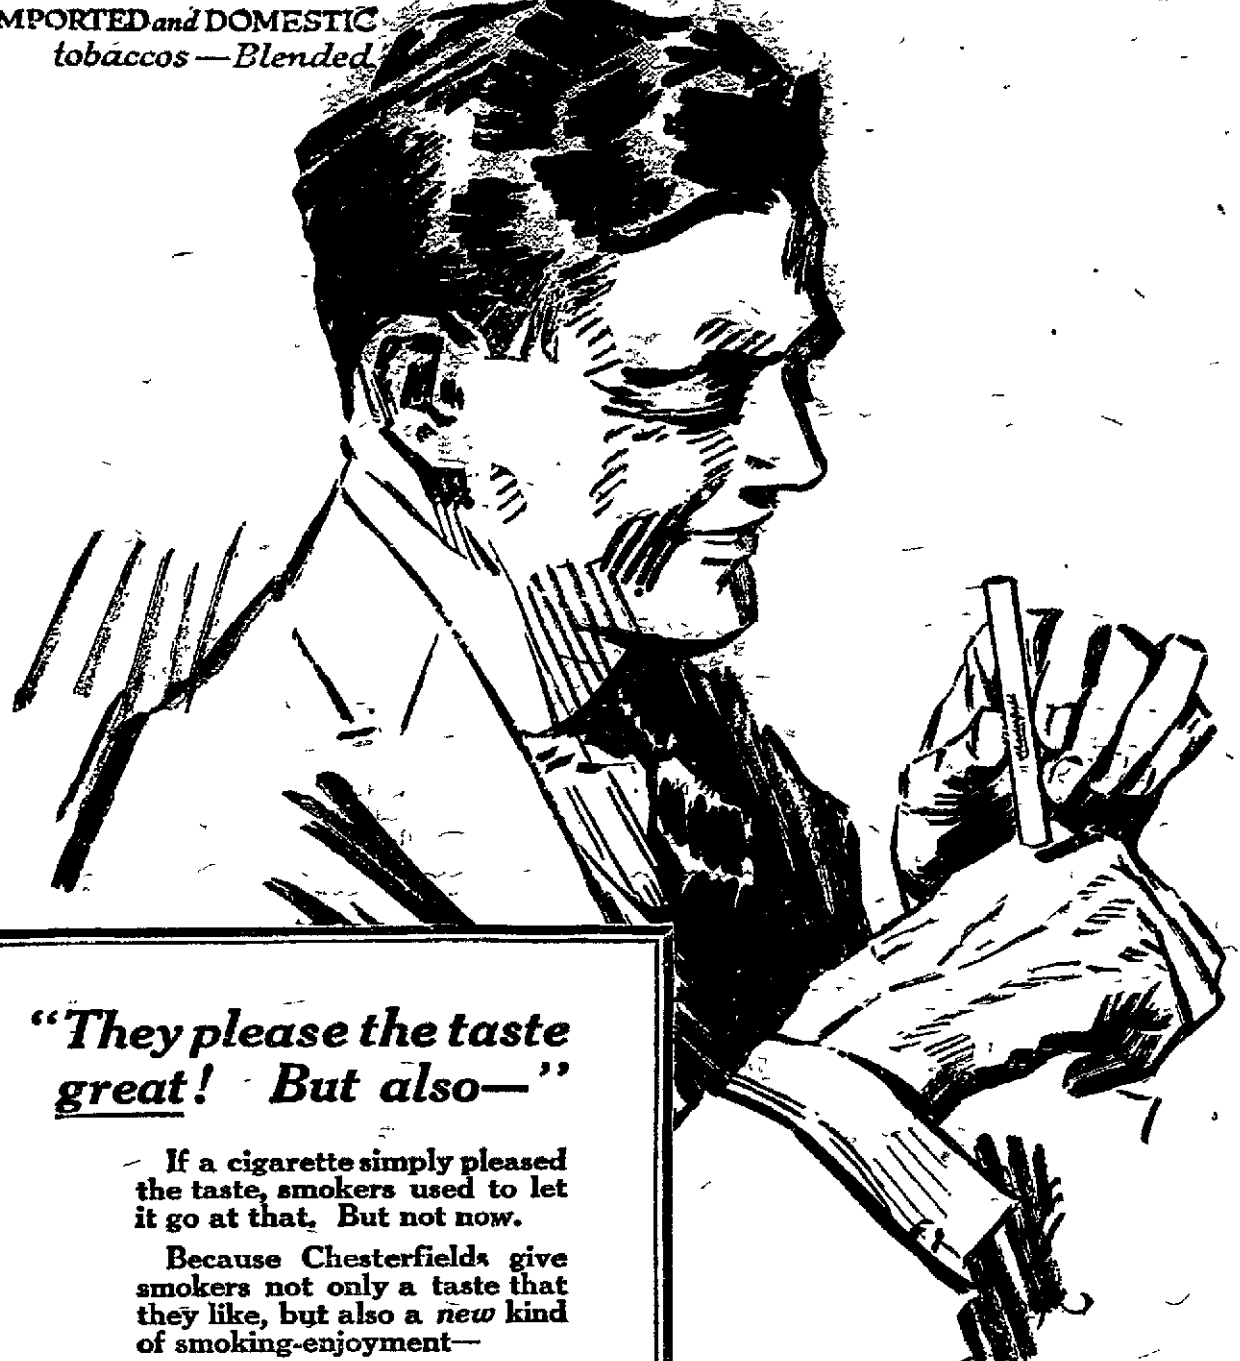 MPORTED and DOMESTIC
tobaccos—Blended
“They please the taste
great! But also—”
If a cigarette simply pleased
the taste, smokers used to let
it go at that. But not now.
Because Chesterfields give
smokers not only a taste that
they like, but also a new kind
of smoking-enjoyment—